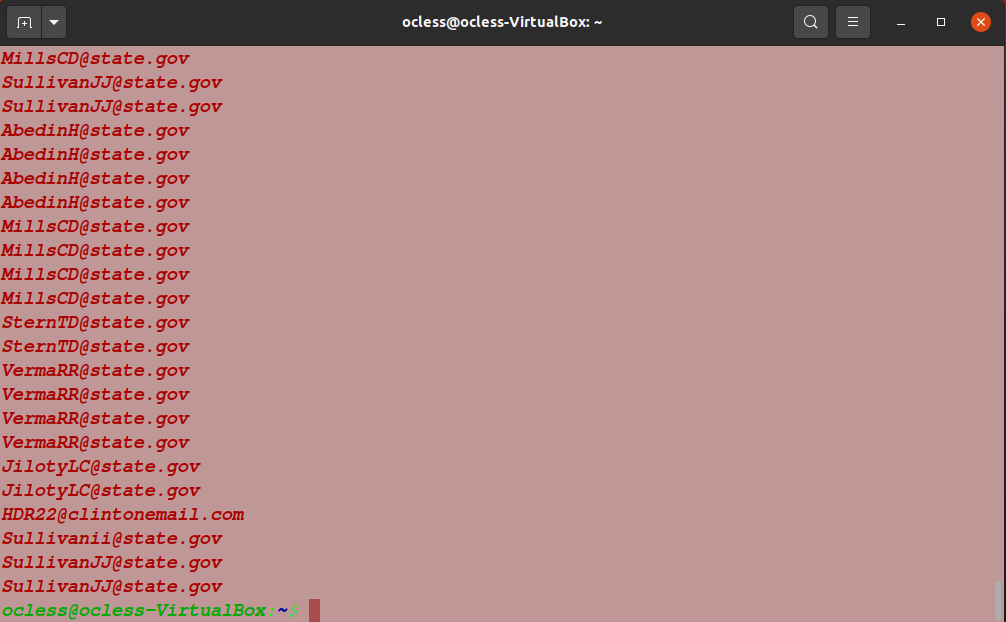 ocless@ocless-VirtualBox: ~
MillsCD@state.gov
SullivanJJ@state.gov
SullivanJJ@state.gov
AbedinH@state.gov
AbedinH@state.gov
AbedinH@state.gov
AbedinH@state.gov
MillsCD@state.gov
MillsCD@state.gov
MillsCD@state.gov
MillsCD@state.gov
SternTD@state.gov
SternTD@state.gov
VermaRR@state.gov
VermaRR@state.gov
VermaRR@state.gov
VermaRR@state.gov
JilotyLC@state.gov
JilotyLC@state.gov
HDR22@clintonemail.com
Sullivanii@state.gov
SullivanJJ@state.gov
SullivanJJ@state.gov
ocless@ocless-VirtualBox:~$